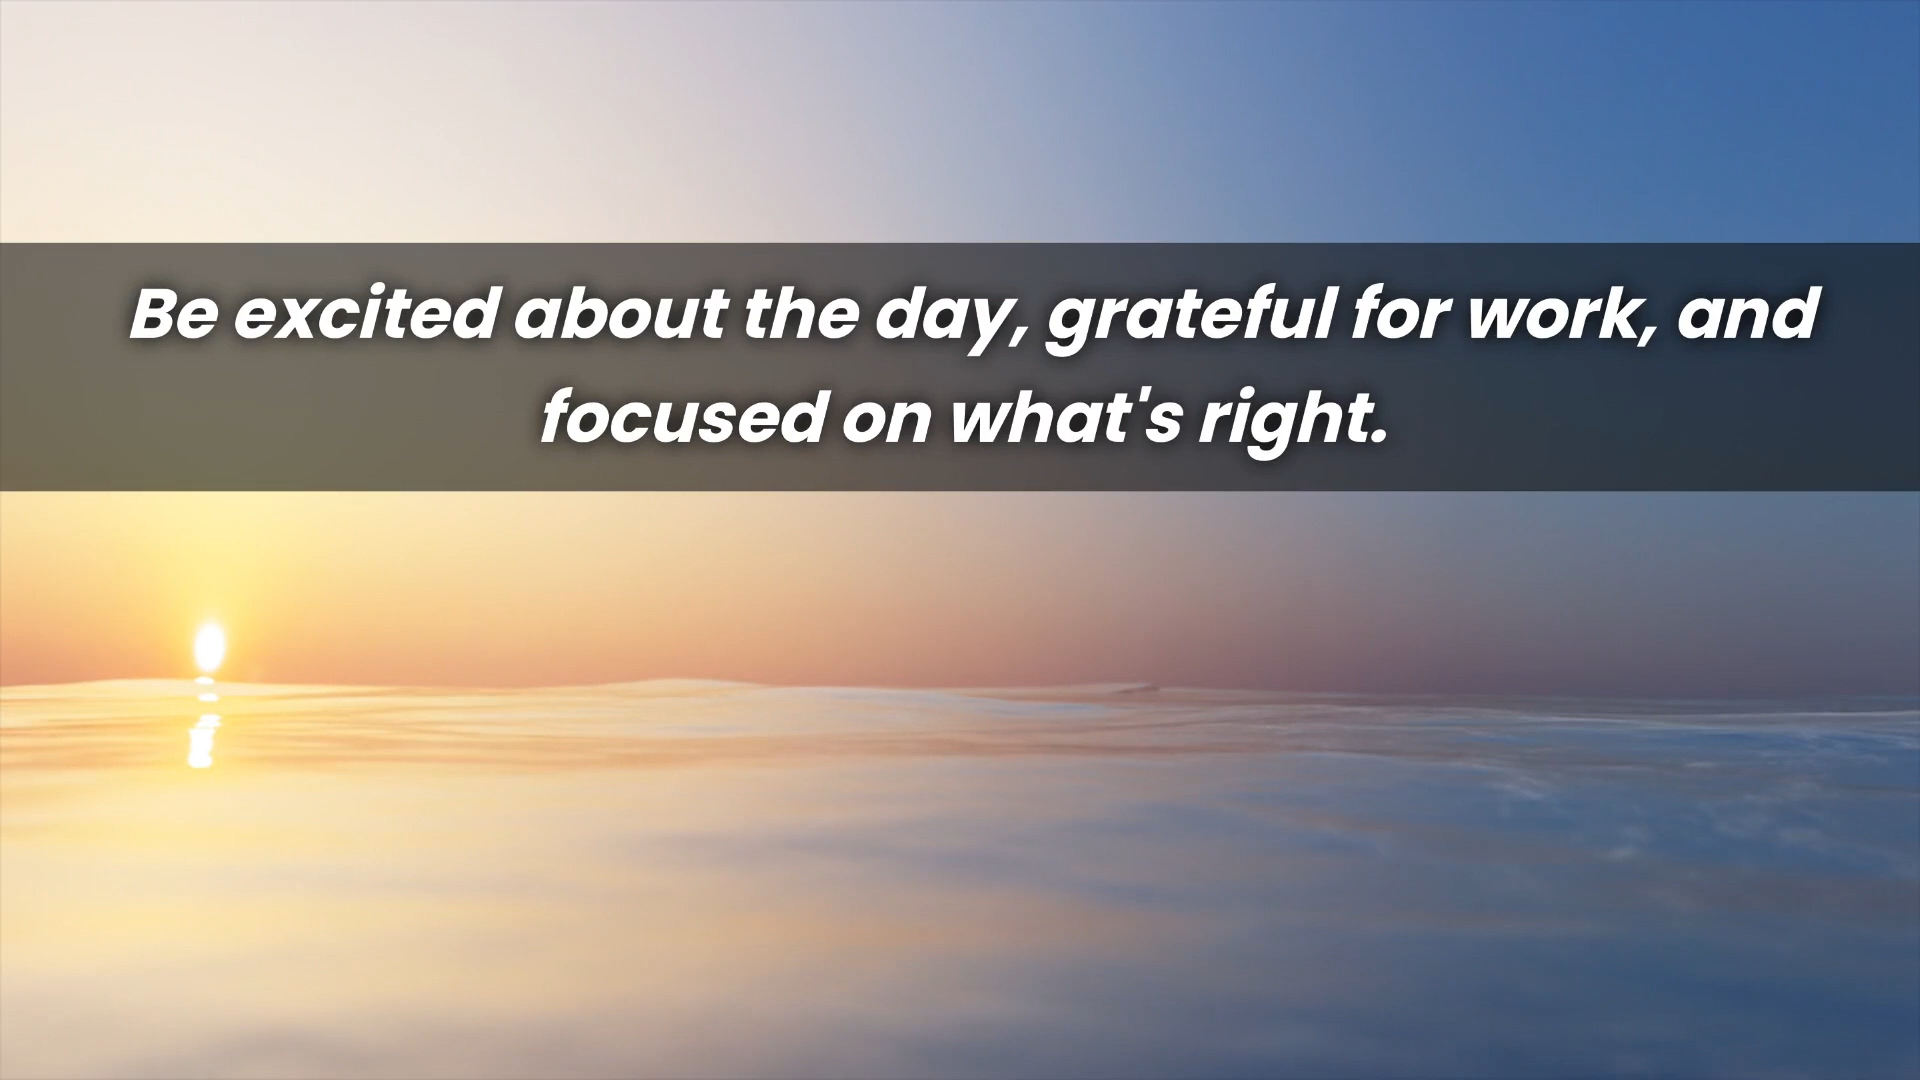 Be excited about the day, grateful for work, and
focused on what's right.